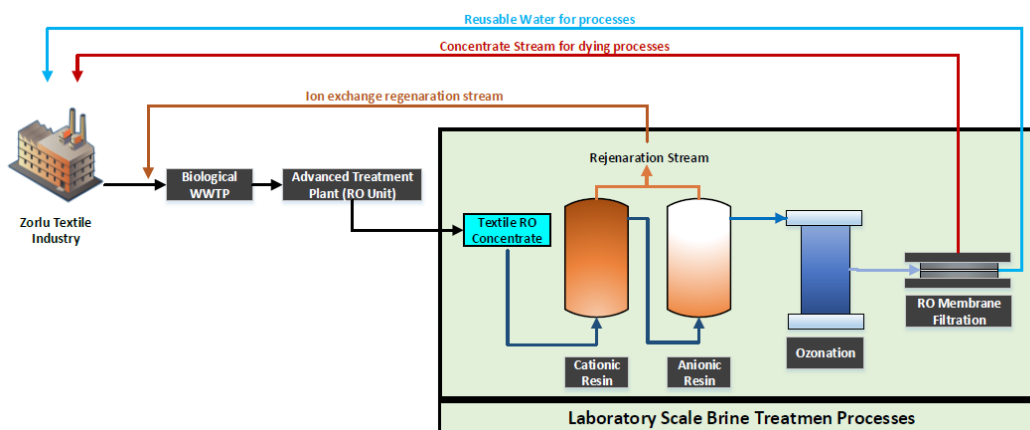 Reusable Water for processes
Concentrate Stream for dying processes
Ion exchange regenaration stream
Rejenaration Stream
Biological
WWTP
Advanced Treatment
Plant (RO Unit)
Zorlu Textile
Industry
Textile RO
Concentrate
RO Membrane
Filtration
Ozonation
Cationic
Resin
Anionic
Resin
Laboratory Scale Brine Treatmen Processes